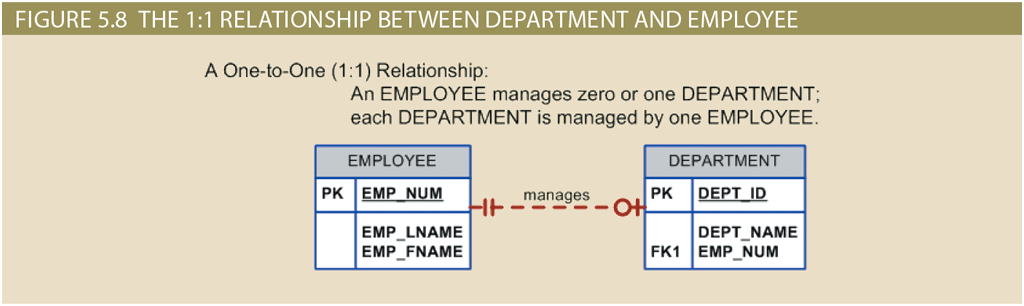 FIGURE 5.8 THE 1:1 RELATIONSHIP BETWEEN DEPARTMENT AND EMPLOYEE
A One-to-One (1:1) Relationship:
An EMPLOYEE manages zero or one DEPARTMENT;
each DEPARTMENT is managed by one EMPLOYEE.
EMPLOYEE
PK EMP_NUM
EMP_LNAME
EMP_FNAME
manages
DEPARTMENT
PK DEPT_ID
DEPT_NAME
FK1 EMP_NUM